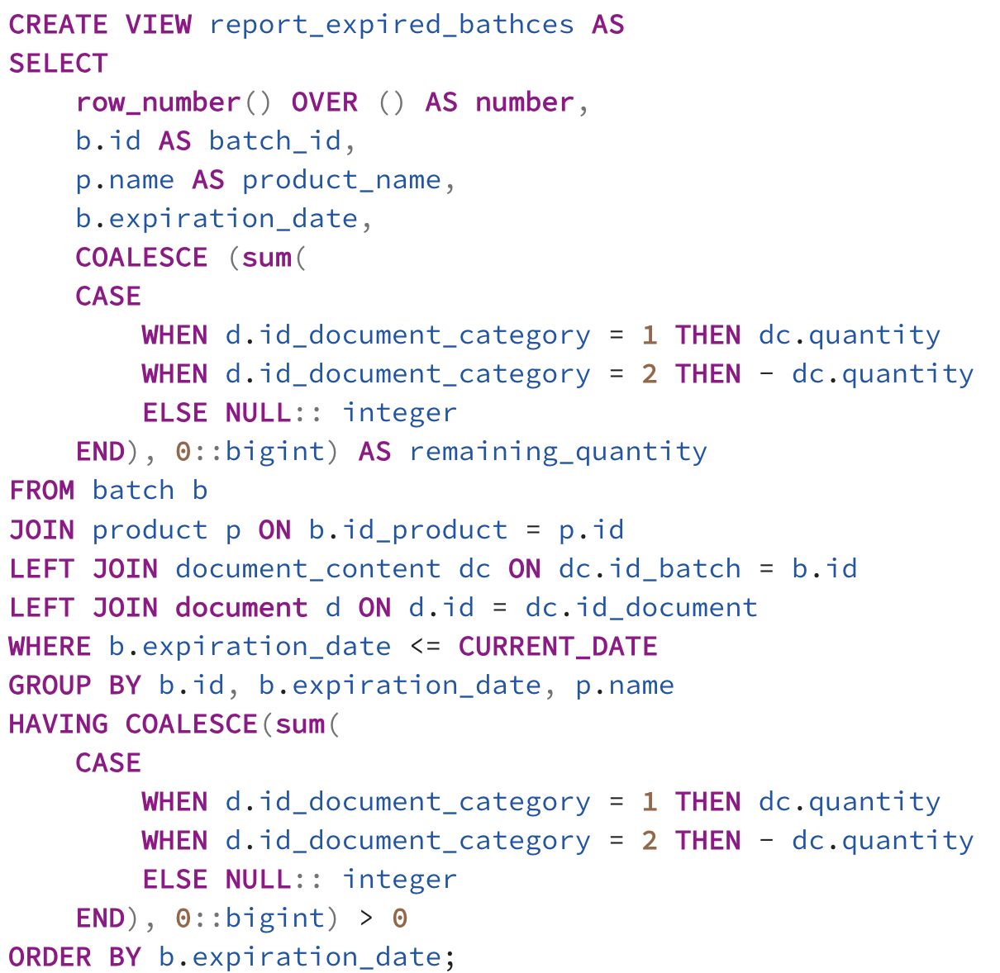 CREATE VIEW report_expired_bathces AS
SELECT
    row_number() OVER () AS number,
    b.id AS batch_id,
    p.name AS product_name,
    b.expiration_date,
    COALESCE (sum(
    CASE
        WHEN d.id_document_category = 1 THEN dc.quantity
        WHEN d.id_document_category = 2 THEN - dc.quantity
        ELSE NULL:: integer
    END), 0::bigint) AS remaining_quantity
FROM batch b
JOIN product p ON b.id_product = p.id
LEFT JOIN document_content dc ON dc.id_batch = b.id
LEFT JOIN document d ON d.id = dc.id_document
WHERE b.expiration_date <= CURRENT_DATE
GROUP BY b.id, b.expiration_date, p.name
HAVING COALESCE(sum(
    CASE
        WHEN d.id_document_category = 1 THEN dc.quantity
        WHEN d.id_document_category = 2 THEN - dc.quantity
        ELSE NULL:: integer
    END), 0::bigint) > 0
ORDER BY b.expiration_date;